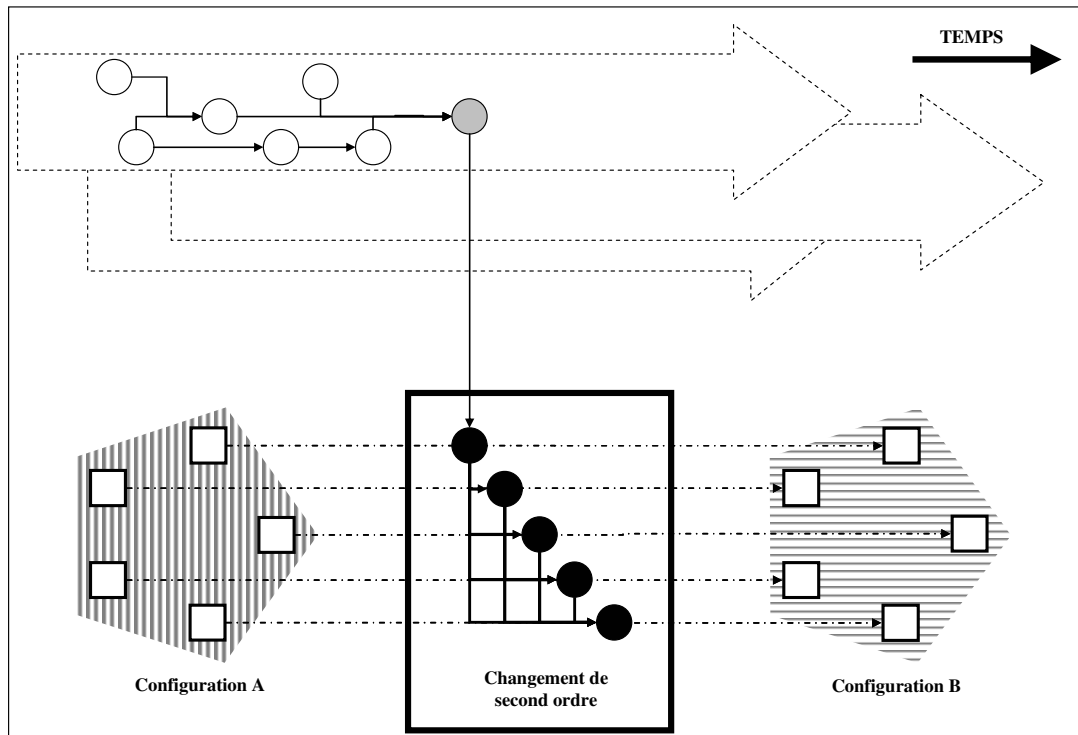 TEMPS
Configuration A
Changement de
second ordre
Configuration B